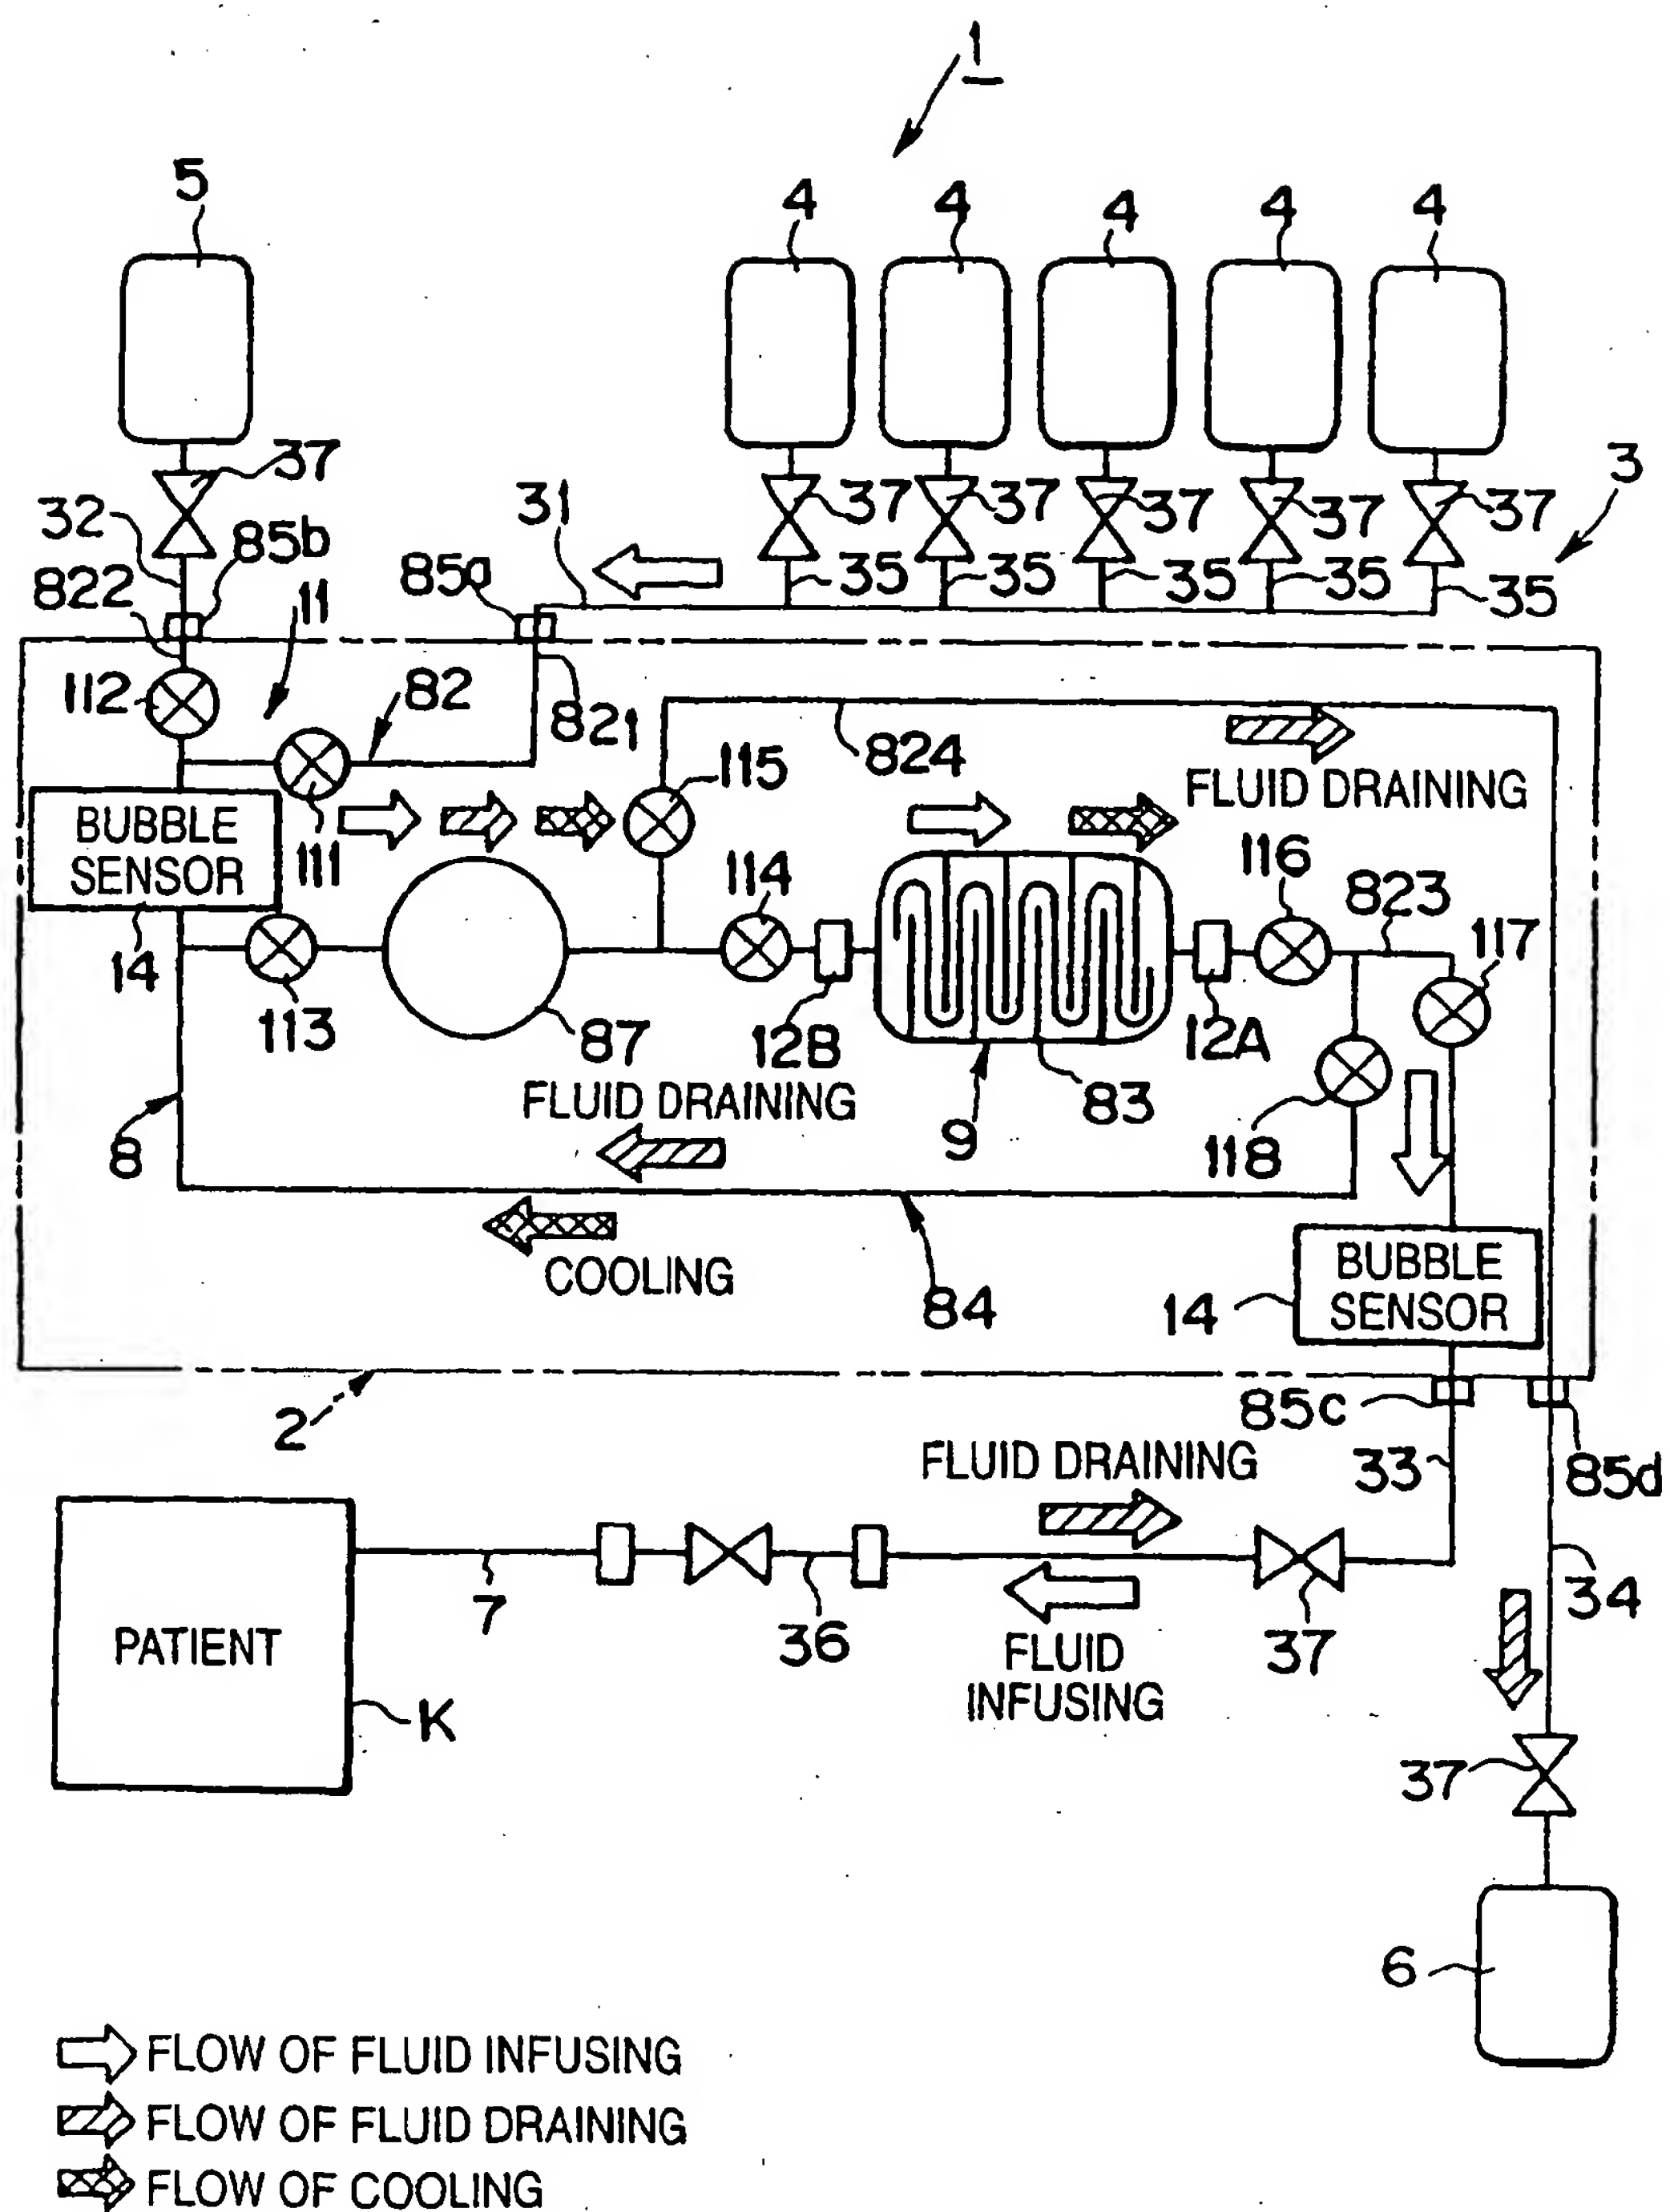 1
5
4 4 4 4 4
37
37 37 37 37 37
3
32
85b
31
85a
35 35 35 35 35
822
11
112
82
821
824
115
FLUID DRAINING
BUBBLE
SENSOR
111
114
116
823
117
14
113
87
12B
12A
FLUID DRAINING
9
83
118
8
COOLING
84
14
BUBBLE
SENSOR
2
85c
FLUID DRAINING
33
85d
7
36
37
34
PATIENT
FLUID
INFUSING
K
37
6
FLOW OF FLUID INFUSING
FLOW OF FLUID DRAINING
FLOW OF COOLING